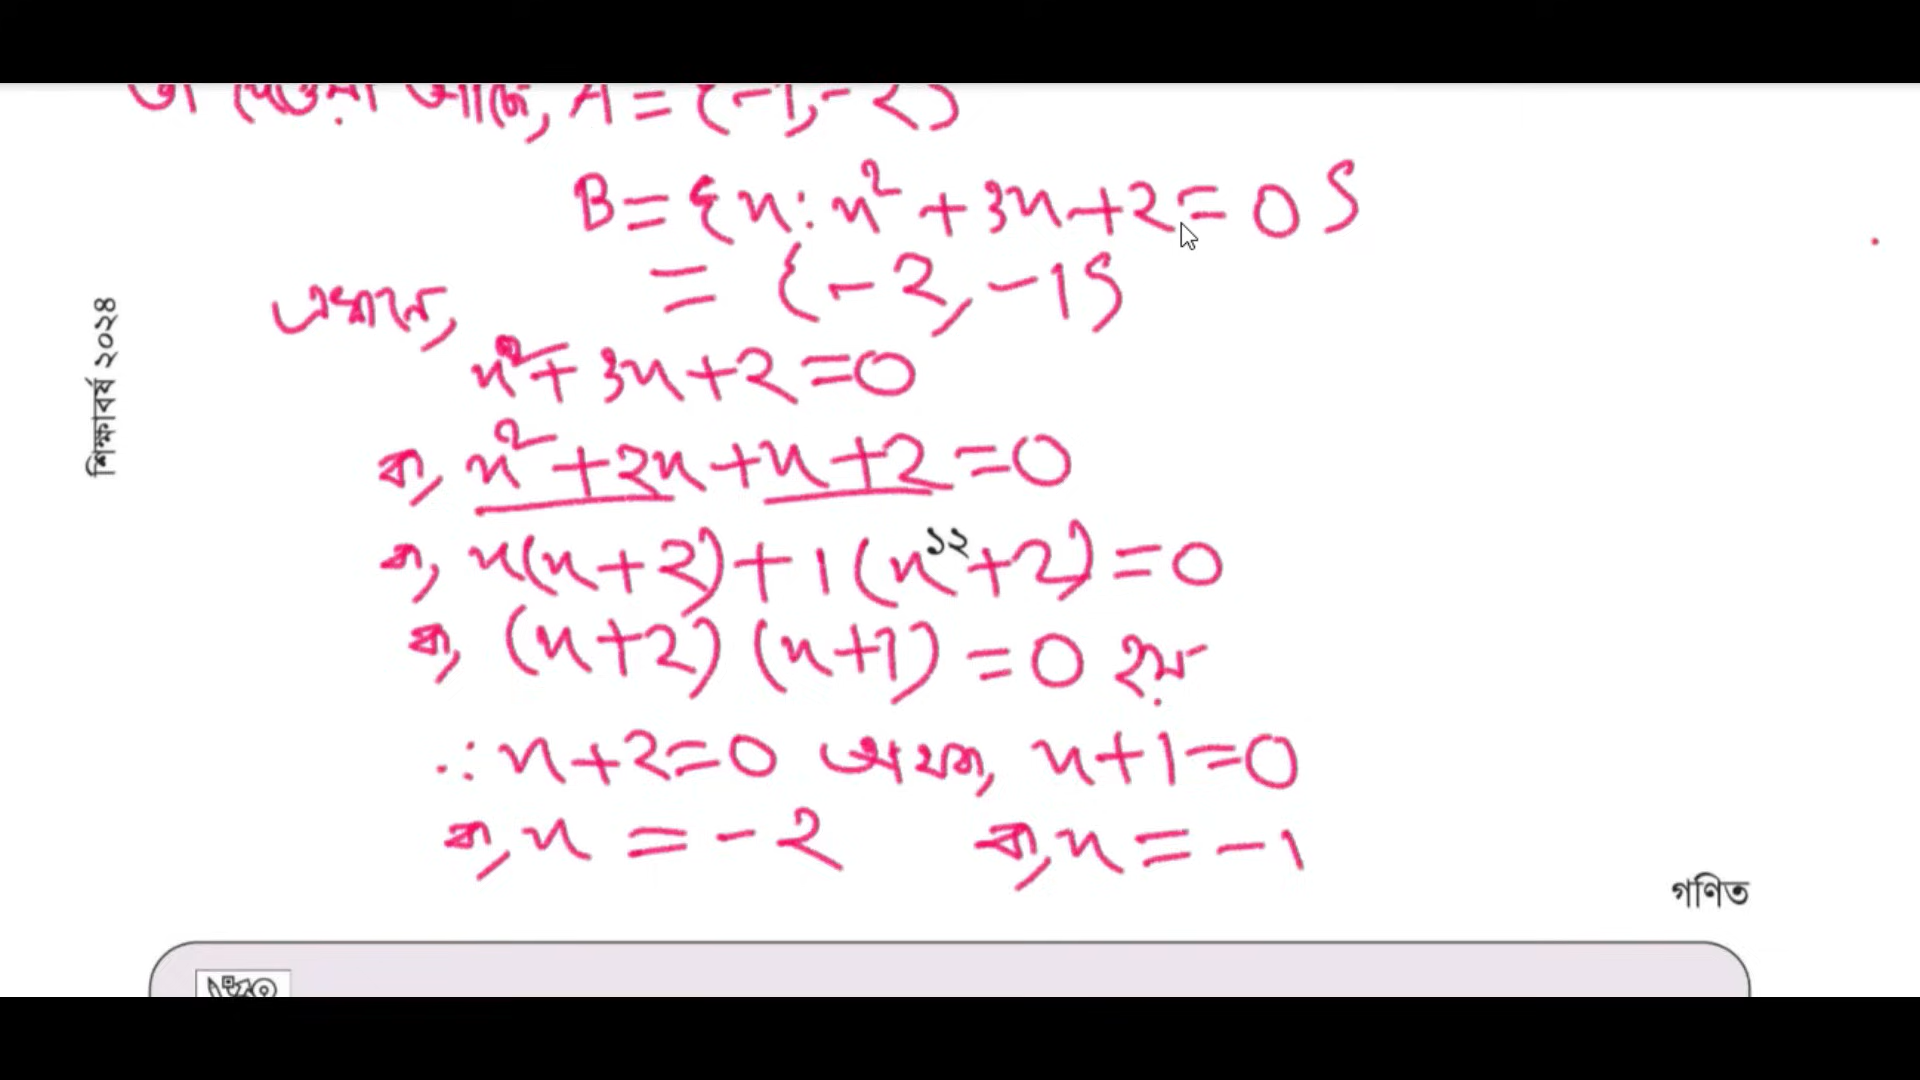 দেওয়া আছে, A = {-1, -2}
B = {x : x² + 3x + 2 = 0}
= {-2, -1}
এখানে,
x² + 3x + 2 = 0
বা, x² + 2x + x + 2 = 0
বা, x(x + 2) + 1(x + 2) = 0
১২
বা, (x + 2) (x + 1) = 0 হয়
∴ x + 2 = 0 অথবা, x + 1 = 0
বা, x = -2 বা, x = -1
শিক্ষাবর্ষ ২০২৪
গণিত